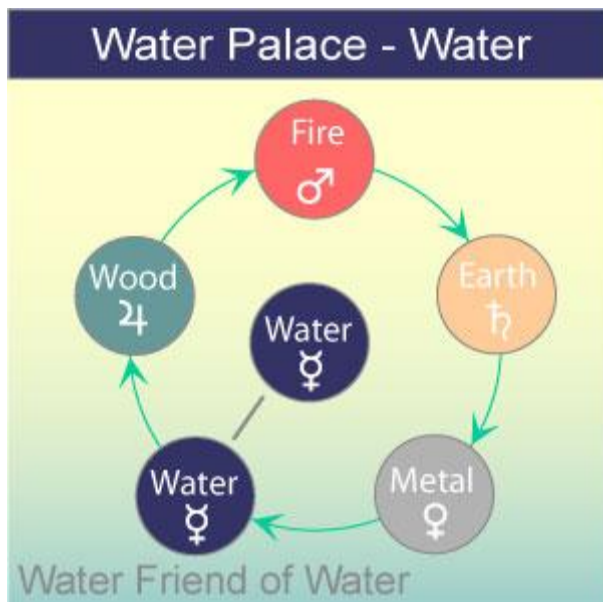 Water Palace - Water
Fire
♂
Wood
♃
Earth
♄
Water
☿
Water
☿
Metal
♀
Water Friend of Water